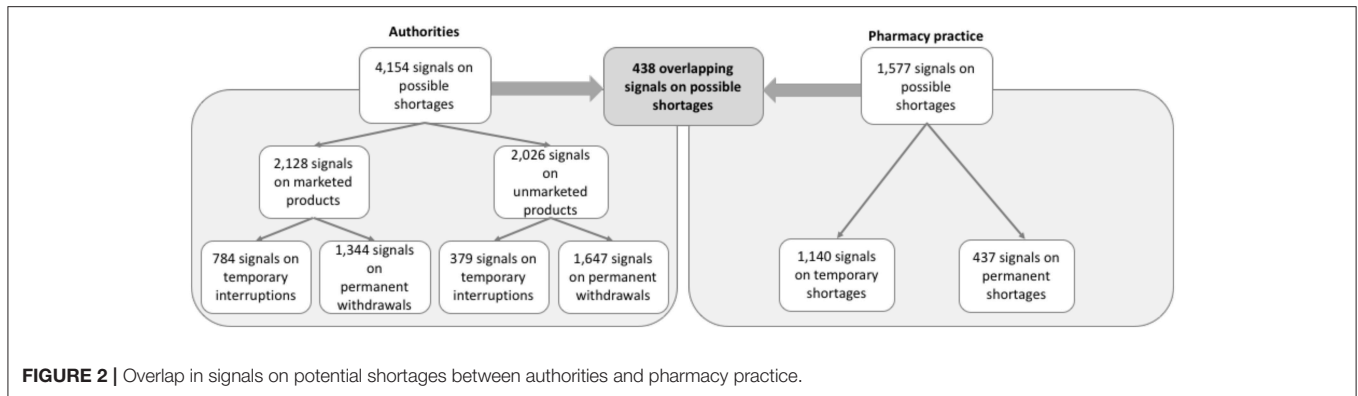 Authorities
Pharmacy practice
4,154 signals on
possible
shortages
438 overlapping
signals on possible
shortages
1,577 signals on
possible
shortages
2,128 signals
on marketed
products
2,026 signals
on
unmarketed
products
784 signals on
temporary
interruptions
1,344 signals
on
permanent
withdrawals
379 signals on
temporary
interruptions
1,647 signals
on permanent
withdrawals
1,140 signals
on temporary
shortages
437 signals on
permanent
shortages
FIGURE 2 | Overlap in signals on potential shortages between authorities and pharmacy practice.